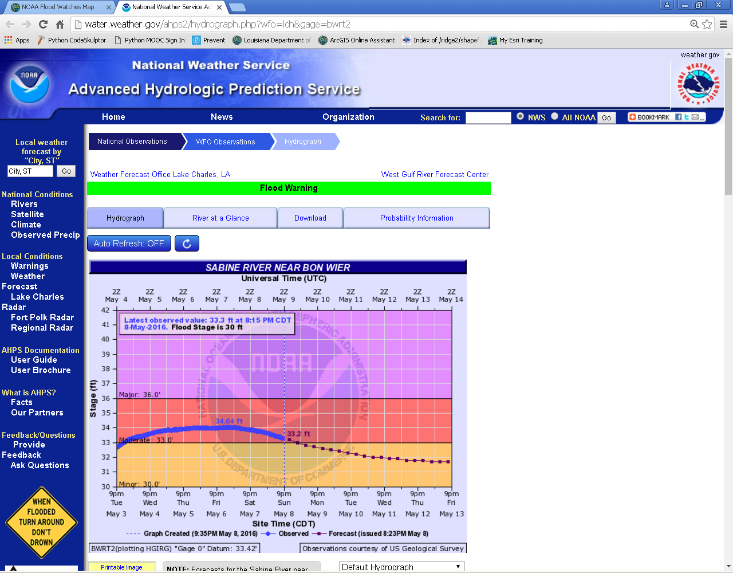 NOAA Flood Watches Map
National Weather Service Ad
water.weather.gov/ahps2/hydrograph.php?wfo=lch&gage=bwrt2
Apps
Python CodeSkulptor
Python MOOC Sign In
Prevent
Louisiana Department of
ArcGIS Online Assistant
Index of /ridge2/shape
My Esri Training
weather.gov
NOAA
National Weather Service
Advanced Hydrologic Prediction Service
Home News Organization Search for: NWS All NOAA Go BOOKMARK
Local weather
forecast by
"City, ST"
City, ST Go
National Conditions
Rivers
Satellite
Climate
Observed Precip
Local Conditions
Warnings
Weather
Forecast
Lake Charles
Radar
Fort Polk Radar
Regional Radar
AHPS Documentation
User Guide
User Brochure
What is AHPS?
Facts
Our Partners
Feedback/Questions
Provide
Feedback
Ask Questions
WHEN
FLOODED
TURN AROUND
DON'T
DROWN
National Observations WFO Observations Hydrograph
Weather Forecast Office Lake Charles, LA West Gulf River Forecast Center
Flood Warning
Hydrograph River at a Glance Download Probability Information
Auto Refresh: OFF
SABINE RIVER NEAR BON WIER
Universal Time (UTC)
2Z 2Z 2Z 2Z 2Z 2Z 2Z 2Z 2Z 2Z 2Z
May 4 May 5 May 6 May 7 May 8 May 9 May 10 May 11 May 12 May 13 May 14
Latest observed value: 33.3 ft at 8:15 PM CDT
8-May-2016. Flood Stage is 30 ft
Stage (ft)
42
41
40
39
38
37
36
35
34
33
32
31
30
NOAA
Major: 36.0'
34.04 ft
33.2 ft
Moderate: 33.0'
Minor: 30.0'
9pm 9pm 9pm 9pm 9pm 9pm 9pm 9pm 9pm 9pm 9pm
Tue Wed Thu Fri Sat Sun Mon Tue Wed Thu Fri
May 3 May 4 May 5 May 6 May 7 May 8 May 9 May 10 May 11 May 12 May 13
Site Time (CDT)
Graph Created (9:35PM May 8, 2016) Observed Forecast (issued 8:23PM May 8)
BWRT2(plotting HGIRG) "Gage 0" Datum: 33.42' Observations courtesy of US Geological Survey
Printable Image NOTE: Forecasts for the Sabine River near Default Hydrograph